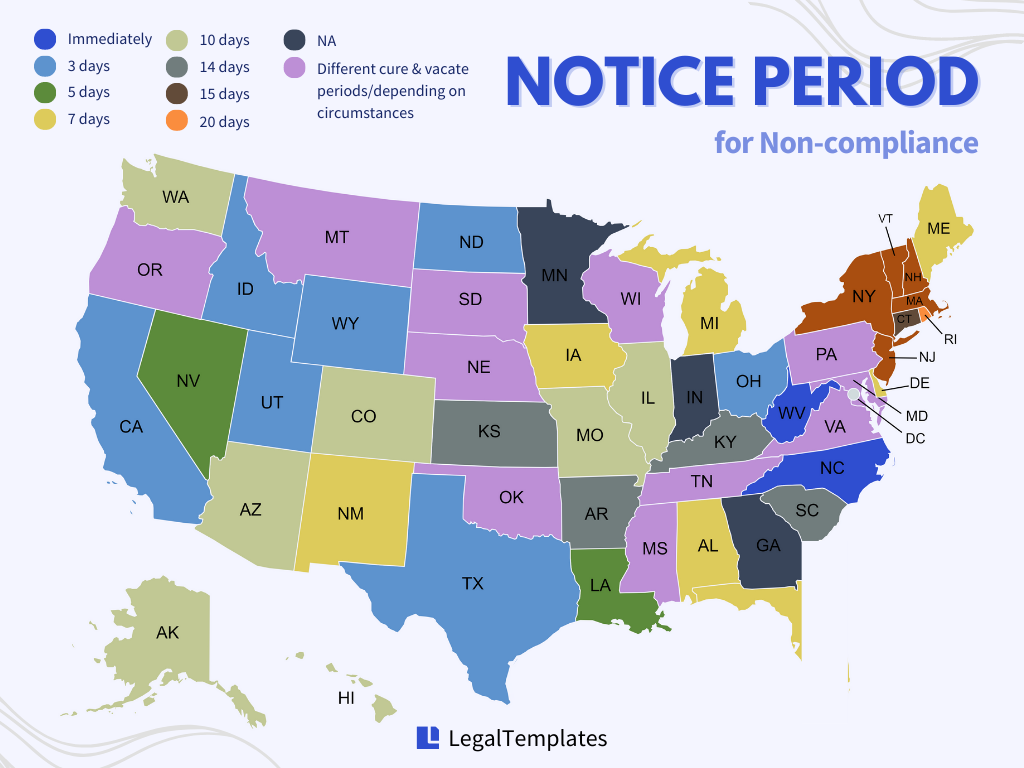 Immediately
3 days
5 days
7 days
10 days
14 days
15 days
20 days
NA
Different cure & vacate
periods/depending on
circumstances
NOTICE PERIOD
for Non-compliance
WA
OR
CA
NV
ID
MT
WY
UT
CO
AZ
NM
ND
SD
NE
KS
OK
TX
MN
IA
MO
AR
LA
WI
IL
MI
IN
OH
KY
TN
MS
AL
GA
SC
NC
WV
VA
PA
NY
VT
NH
MA
CT
ME
RI
NJ
DE
MD
DC
AK
HI
LegalTemplates